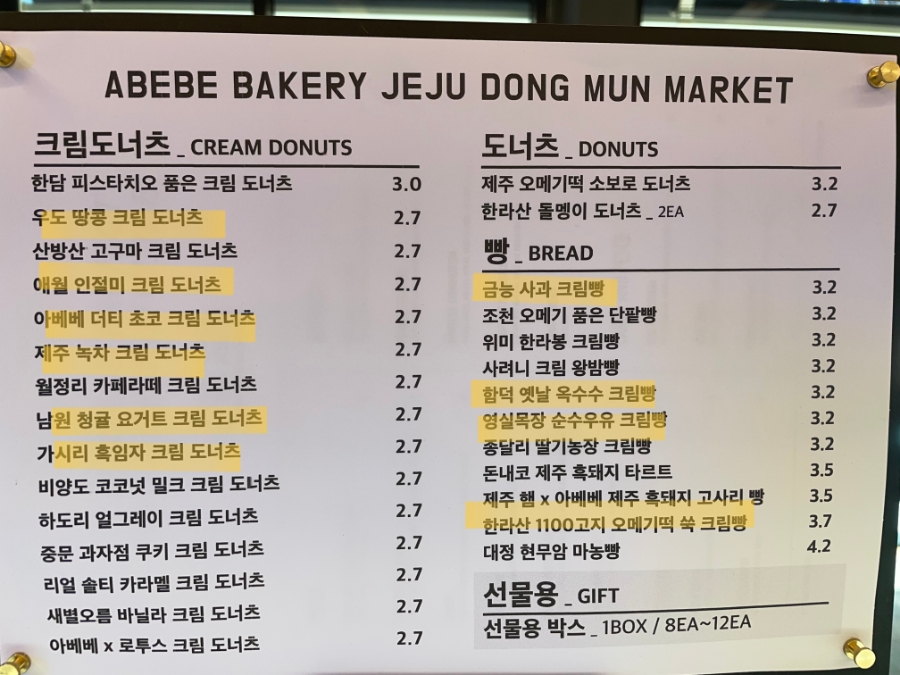 ABEBE BAKERY JEJU DONG MUN MARKET
크림도너츠 _ CREAM DONUTS
한담 피스타치오 품은 크림 도너츠 3.0
우도 땅콩 크림 도너츠 2.7
산방산 고구마 크림 도너츠 2.7
애월 인절미 크림 도너츠 2.7
아베베 더티 초코 크림 도너츠 2.7
제주 녹차 크림 도너츠 2.7
월정리 카페라떼 크림 도너츠 2.7
남원 청귤 요거트 크림 도너츠 2.7
가시리 흑임자 크림 도너츠 2.7
비양도 코코넛 밀크 크림 도너츠 2.7
하도리 얼그레이 크림 도너츠 2.7
중문 과자점 쿠키 크림 도너츠 2.7
리얼 솔티 카라멜 크림 도너츠 2.7
새별오름 바닐라 크림 도너츠 2.7
아베베 x 로투스 크림 도너츠 2.7
도너츠 _ DONUTS
제주 오메기떡 소보로 도너츠 3.2
한라산 돌멩이 도너츠 _ 2EA 2.7
빵 _ BREAD
금능 사과 크림빵 3.2
조천 오메기 품은 단팥빵 3.2
위미 한라봉 크림빵 3.2
사려니 크림 왕밤빵 3.2
함덕 옛날 옥수수 크림빵 3.2
영실목장 순수우유 크림빵 3.2
종달리 딸기농장 크림빵 3.2
돈내코 제주 흑돼지 타르트 3.5
제주 햄 x 아베베 제주 흑돼지 고사리 빵 3.5
한라산 1100고지 오메기떡 쑥 크림빵 3.7
대정 현무암 마농빵 4.2
선물용 _ GIFT
선물용 박스 _ 1BOX / 8EA~12EA